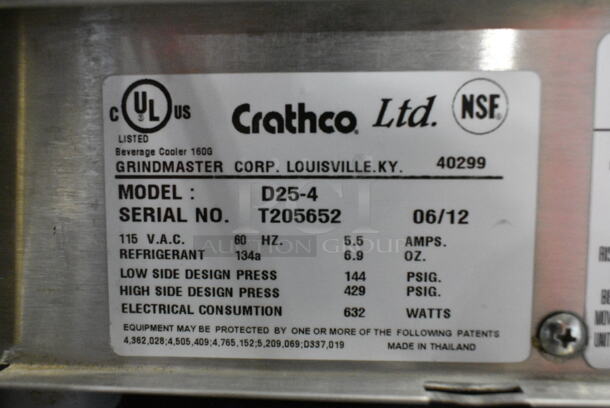 C UL US
LISTED
Beverage Cooler 160G
Crathco Ltd. NSF
GRINDMASTER CORP. LOUISVILLE.KY. 40299
MODEL : D25-4
SERIAL NO. T205652 06/12
115 V.A.C. 60 HZ. 5.5 AMPS.
REFRIGERANT 134a 6.9 OZ.
LOW SIDE DESIGN PRESS 144 PSIG.
HIGH SIDE DESIGN PRESS 429 PSIG.
ELECTRICAL CONSUMTION 632 WATTS
EQUIPMENT MAY BE PROTECTED BY ONE OR MORE OF THE FOLLOWING PATENTS
4,362,028;4,505,409;4,765,152;5,209,069;D337,019 MADE IN THAILAND
AUCTION GROUP